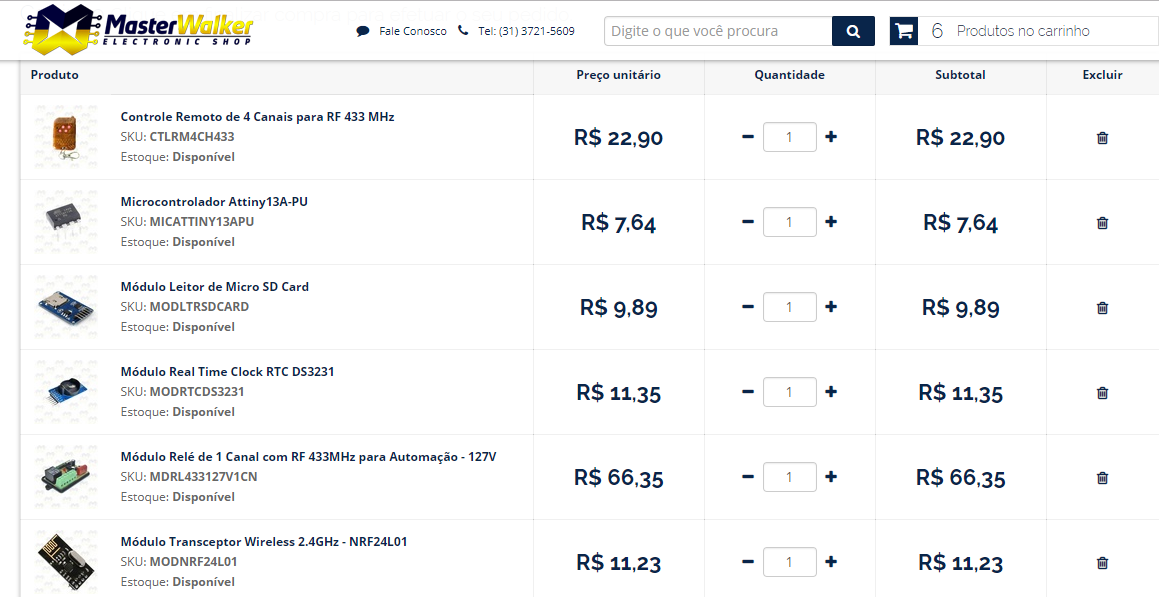 MasterWalker
ELECTRONIC SHOP
Fale Conosco
Tel: (31) 3721-5609
Digite o que você procura
6 Produtos no carrinho
Produto Preço unitário Quantidade Subtotal Excluir
Controle Remoto de 4 Canais para RF 433 MHz
SKU: CTLRM4CH433
Estoque: Disponível
R$ 22,90 − 1 + R$ 22,90
Microcontrolador Attiny13A-PU
SKU: MICATTINY13APU
Estoque: Disponível
R$ 7,64 − 1 + R$ 7,64
Módulo Leitor de Micro SD Card
SKU: MODLTRSDCARD
Estoque: Disponível
R$ 9,89 − 1 + R$ 9,89
Módulo Real Time Clock RTC DS3231
SKU: MODRTCDS3231
Estoque: Disponível
R$ 11,35 − 1 + R$ 11,35
Módulo Relé de 1 Canal com RF 433MHz para Automação - 127V
SKU: MDRL433127V1CN
Estoque: Disponível
R$ 66,35 − 1 + R$ 66,35
Módulo Transceptor Wireless 2.4GHz - NRF24L01
SKU: MODNRF24L01
Estoque: Disponível
R$ 11,23 − 1 + R$ 11,23